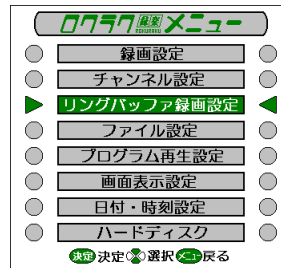 ロクラクメニュー
録画設定
チャンネル設定
リングバッファ録画設定
ファイル設定
プログラム再生設定
画面表示設定
日付・時刻設定
ハードディスク
決定 決定 選択 メニュー 戻る